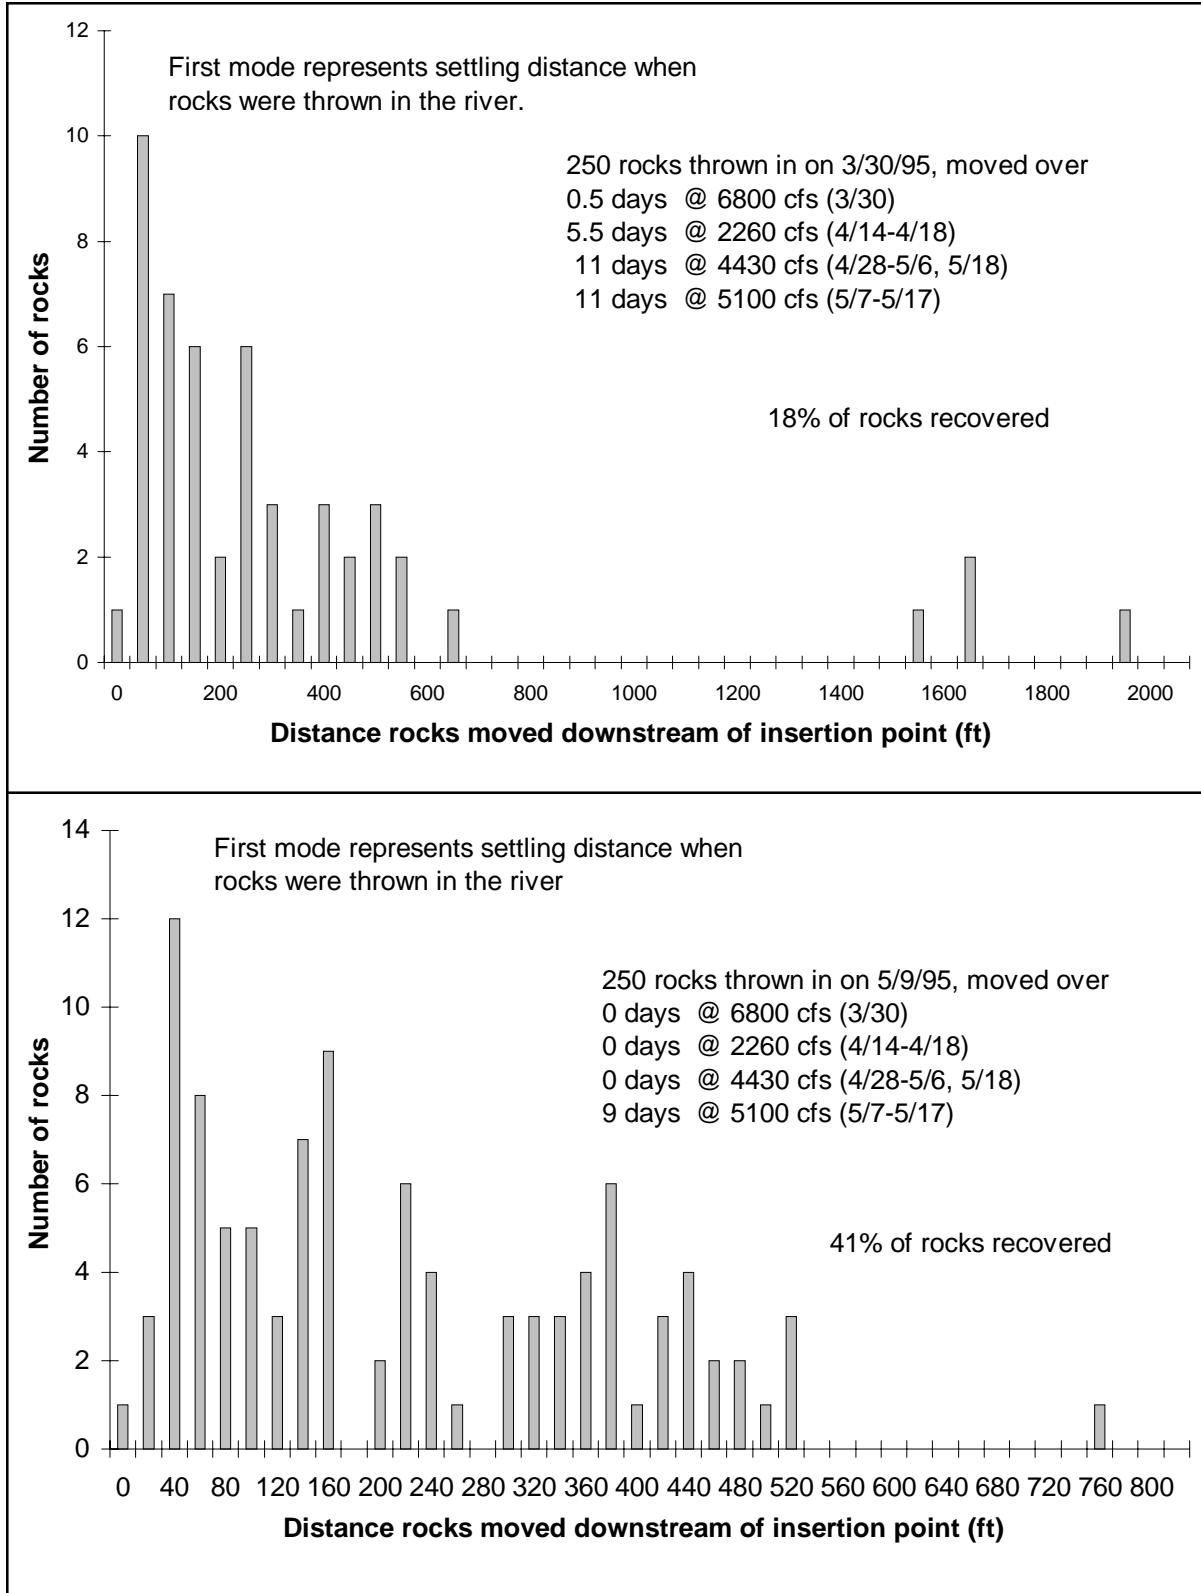 12
10
8
6
4
2
0
Number of rocks
First mode represents settling distance when
rocks were thrown in the river.
250 rocks thrown in on 3/30/95, moved over
0.5 days @ 6800 cfs (3/30)
5.5 days @ 2260 cfs (4/14-4/18)
11 days @ 4430 cfs (4/28-5/6, 5/18)
11 days @ 5100 cfs (5/7-5/17)
18% of rocks recovered
0 200 400 600 800 1000 1200 1400 1600 1800 2000
Distance rocks moved downstream of insertion point (ft)
14
12
10
8
6
4
2
0
Number of rocks
First mode represents settling distance when
rocks were thrown in the river
250 rocks thrown in on 5/9/95, moved over
0 days @ 6800 cfs (3/30)
0 days @ 2260 cfs (4/14-4/18)
0 days @ 4430 cfs (4/28-5/6, 5/18)
9 days @ 5100 cfs (5/7-5/17)
41% of rocks recovered
0 40 80 120 160 200 240 280 320 360 400 440 480 520 560 600 640 680 720 760 800
Distance rocks moved downstream of insertion point (ft)